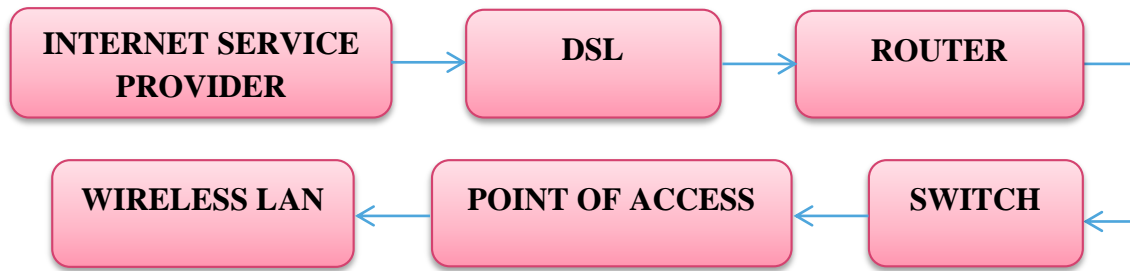 INTERNET SERVICE
PROVIDER
DSL
ROUTER
SWITCH
POINT OF ACCESS
WIRELESS LAN